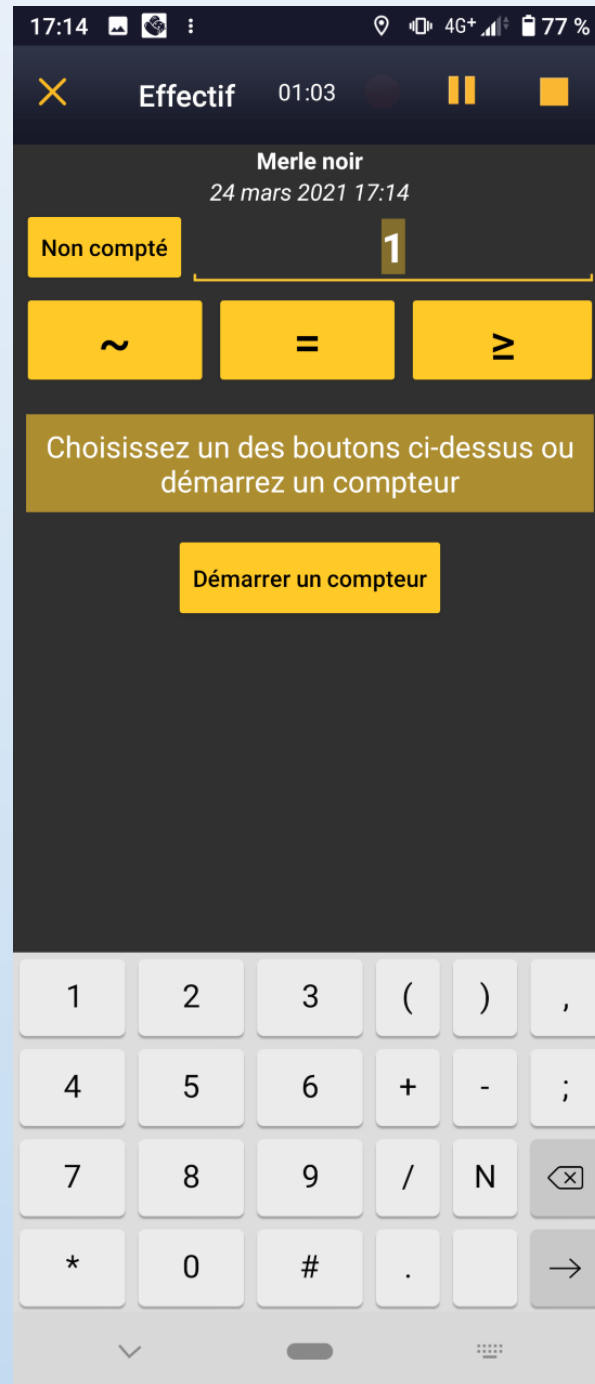 17:14 4G+ 77 %
Effectif 01:03
Merle noir
24 mars 2021 17:14
Non compté 1
~ = ≥
Choisissez un des boutons ci-dessus ou
démarrez un compteur
Démarrer un compteur
1 2 3 ( ) ,
4 5 6 + - ;
7 8 9 / N
* 0 # .